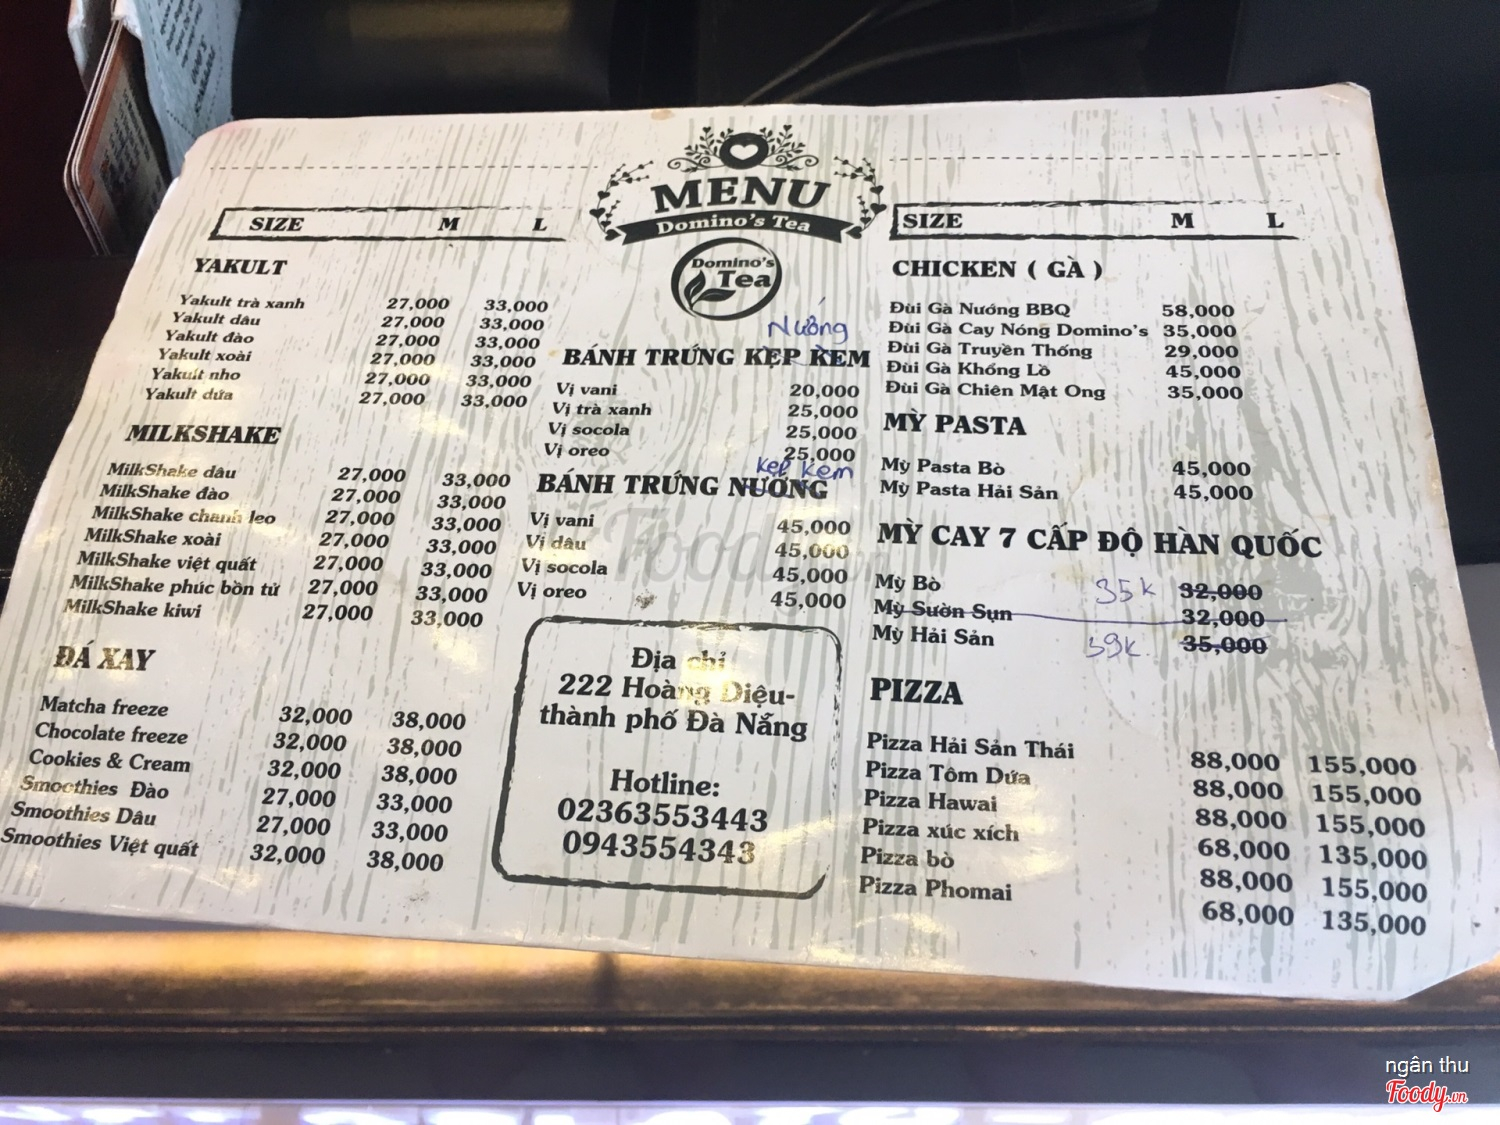 MENU
Domino's Tea
Domino's
Tea
SIZE M L
YAKULT
Yakult trà xanh 27,000 33,000
Yakult dâu 27,000 33,000
Yakult đào 27,000 33,000
Yakult xoài 27,000 33,000
Yakult nho 27,000 33,000
Yakult dứa 27,000 33,000
MILKSHAKE
MilkShake dâu 27,000 33,000
MilkShake đào 27,000 33,000
MilkShake chanh leo 27,000 33,000
MilkShake xoài 27,000 33,000
MilkShake việt quất 27,000 33,000
MilkShake phúc bồn tử 27,000 33,000
MilkShake kiwi 27,000 33,000
ĐÁ XAY
Matcha freeze 32,000 38,000
Chocolate freeze 32,000 38,000
Cookies & Cream 32,000 38,000
Smoothies Đào 27,000 33,000
Smoothies Dâu 27,000 33,000
Smoothies Việt quất 32,000 38,000
Nướng
BÁNH TRỨNG KẸP KEM
Vị vani 20,000
Vị trà xanh 25,000
Vị socola 25,000
Vị oreo 25,000
kẹp kem
BÁNH TRỨNG NƯỚNG
Vị vani 45,000
Vị dâu 45,000
Vị socola 45,000
Vị oreo 45,000
Địa chỉ
222 Hoàng Diệu-
thành phố Đà Nẵng
Hotline:
02363553443
0943554343
SIZE M L
CHICKEN ( GÀ )
Đùi Gà Nướng BBQ 58,000
Đùi Gà Cay Nóng Domino's 35,000
Đùi Gà Truyền Thống 29,000
Đùi Gà Khổng Lồ 45,000
Đùi Gà Chiên Mật Ong 35,000
MỲ PASTA
Mỳ Pasta Bò 45,000
Mỳ Pasta Hải Sản 45,000
MỲ CAY 7 CẤP ĐỘ HÀN QUỐC
Mỳ Bò 35k 32,000
Mỳ Sườn Sụn 32,000
Mỳ Hải Sản 39k 35,000
PIZZA
Pizza Hải Sản Thái 88,000 155,000
Pizza Tôm Dứa 88,000 155,000
Pizza Hawai 88,000 155,000
Pizza xúc xích 68,000 135,000
Pizza bò 88,000 155,000
Pizza Phomai 68,000 135,000
Foody
ngân thu
Foody.vn